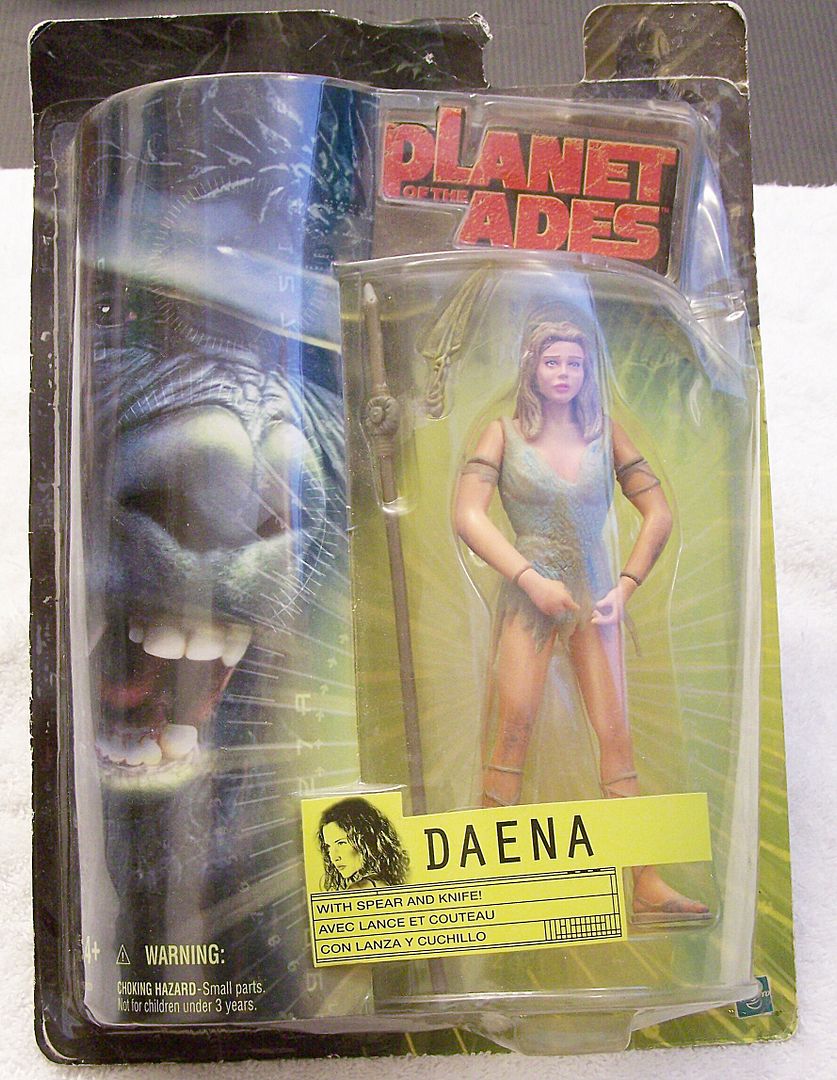 PLANET
OF THE
APES
DAENA
WITH SPEAR AND KNIFE!
AVEC LANCE ET COUTEAU
CON LANZA Y CUCHILLO
4+
WARNING:
CHOKING HAZARD-Small parts.
Not for children under 3 years.